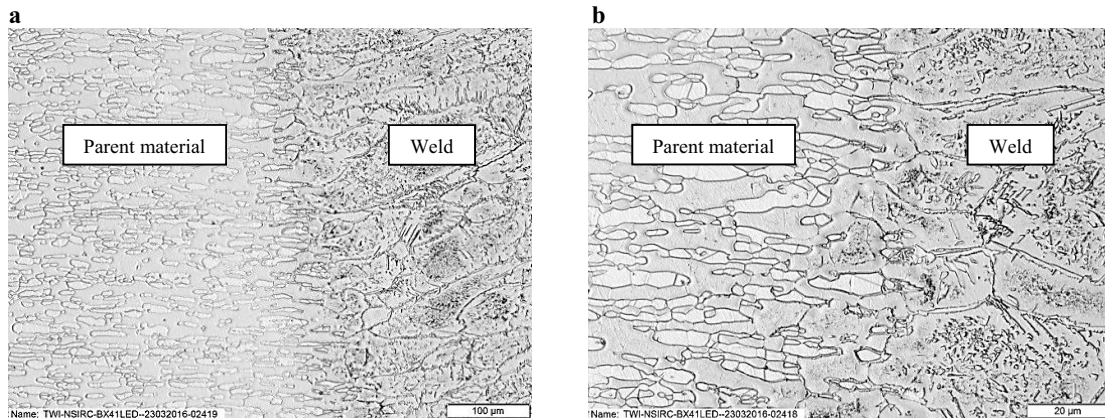 a
b
Parent material
Weld
Parent material
Weld
Name: TWI-NSIRC-BX41LED--23032016-02419
100 µm
Name: TWI-NSIRC-BX41LED--23032016-02418
20 µm